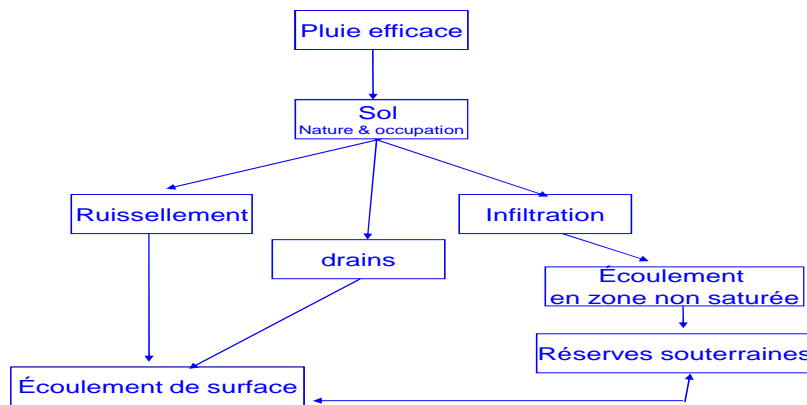 Pluie efficace
Sol
Nature & occupation
Ruissellement
Infiltration
drains
Écoulement
en zone non saturée
Réserves souterraines
Écoulement de surface